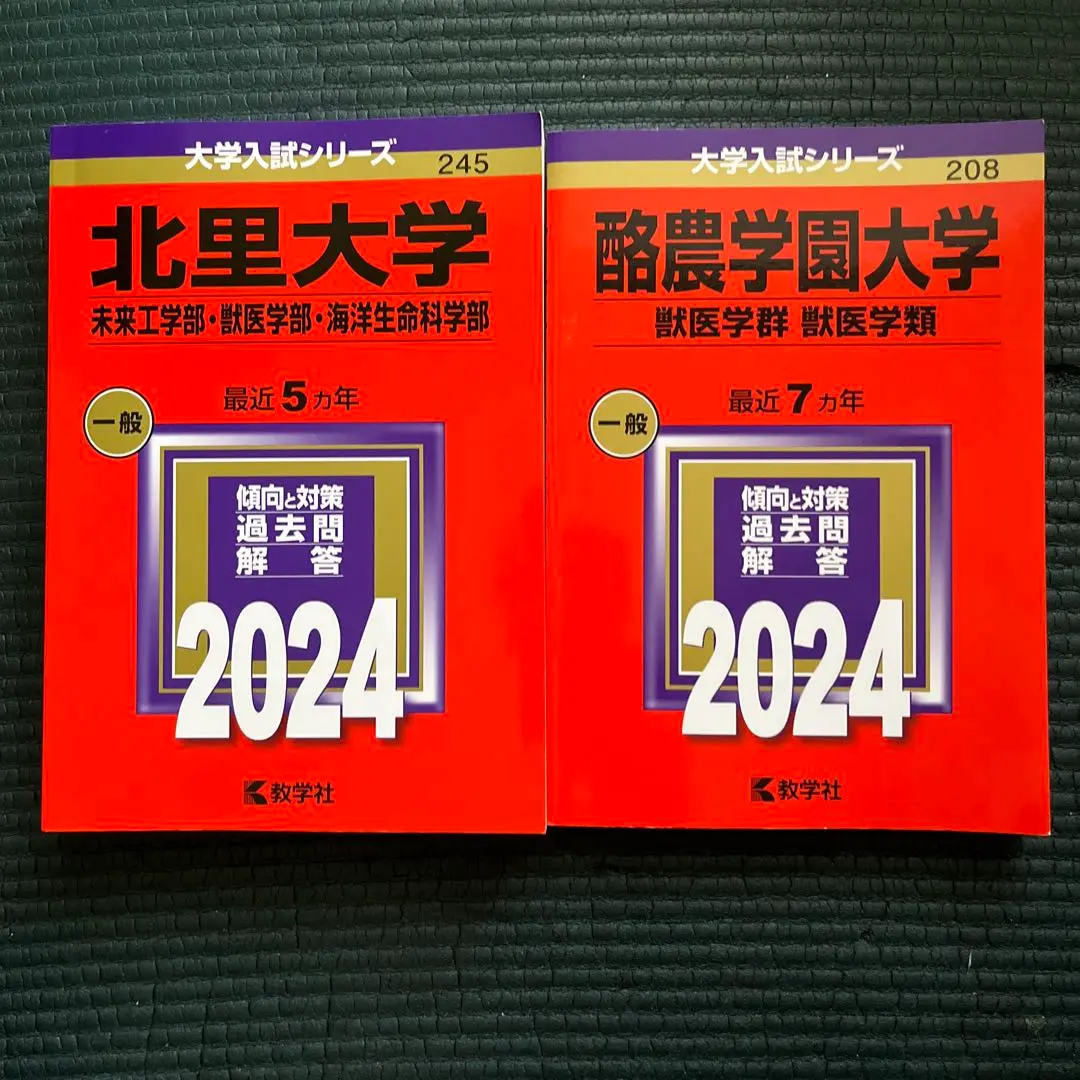 大学入試シリーズ
245
北里大学
未来工学部・獣医学部・海洋生命科学部
最近5カ年
一般
傾向と対策
過去問
解答
2024
教学社
大学入試シリーズ
208
酪農学園大学
獣医学群 獣医学類
最近7カ年
一般
傾向と対策
過去問
解答
2024
教学社